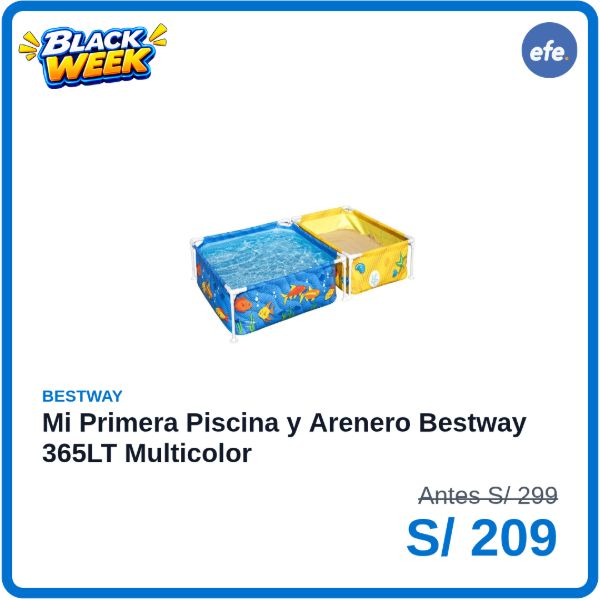 BLACK
WEEK
efe.
BESTWAY
Mi Primera Piscina y Arenero Bestway
365LT Multicolor
Antes S/ 299
S/ 209